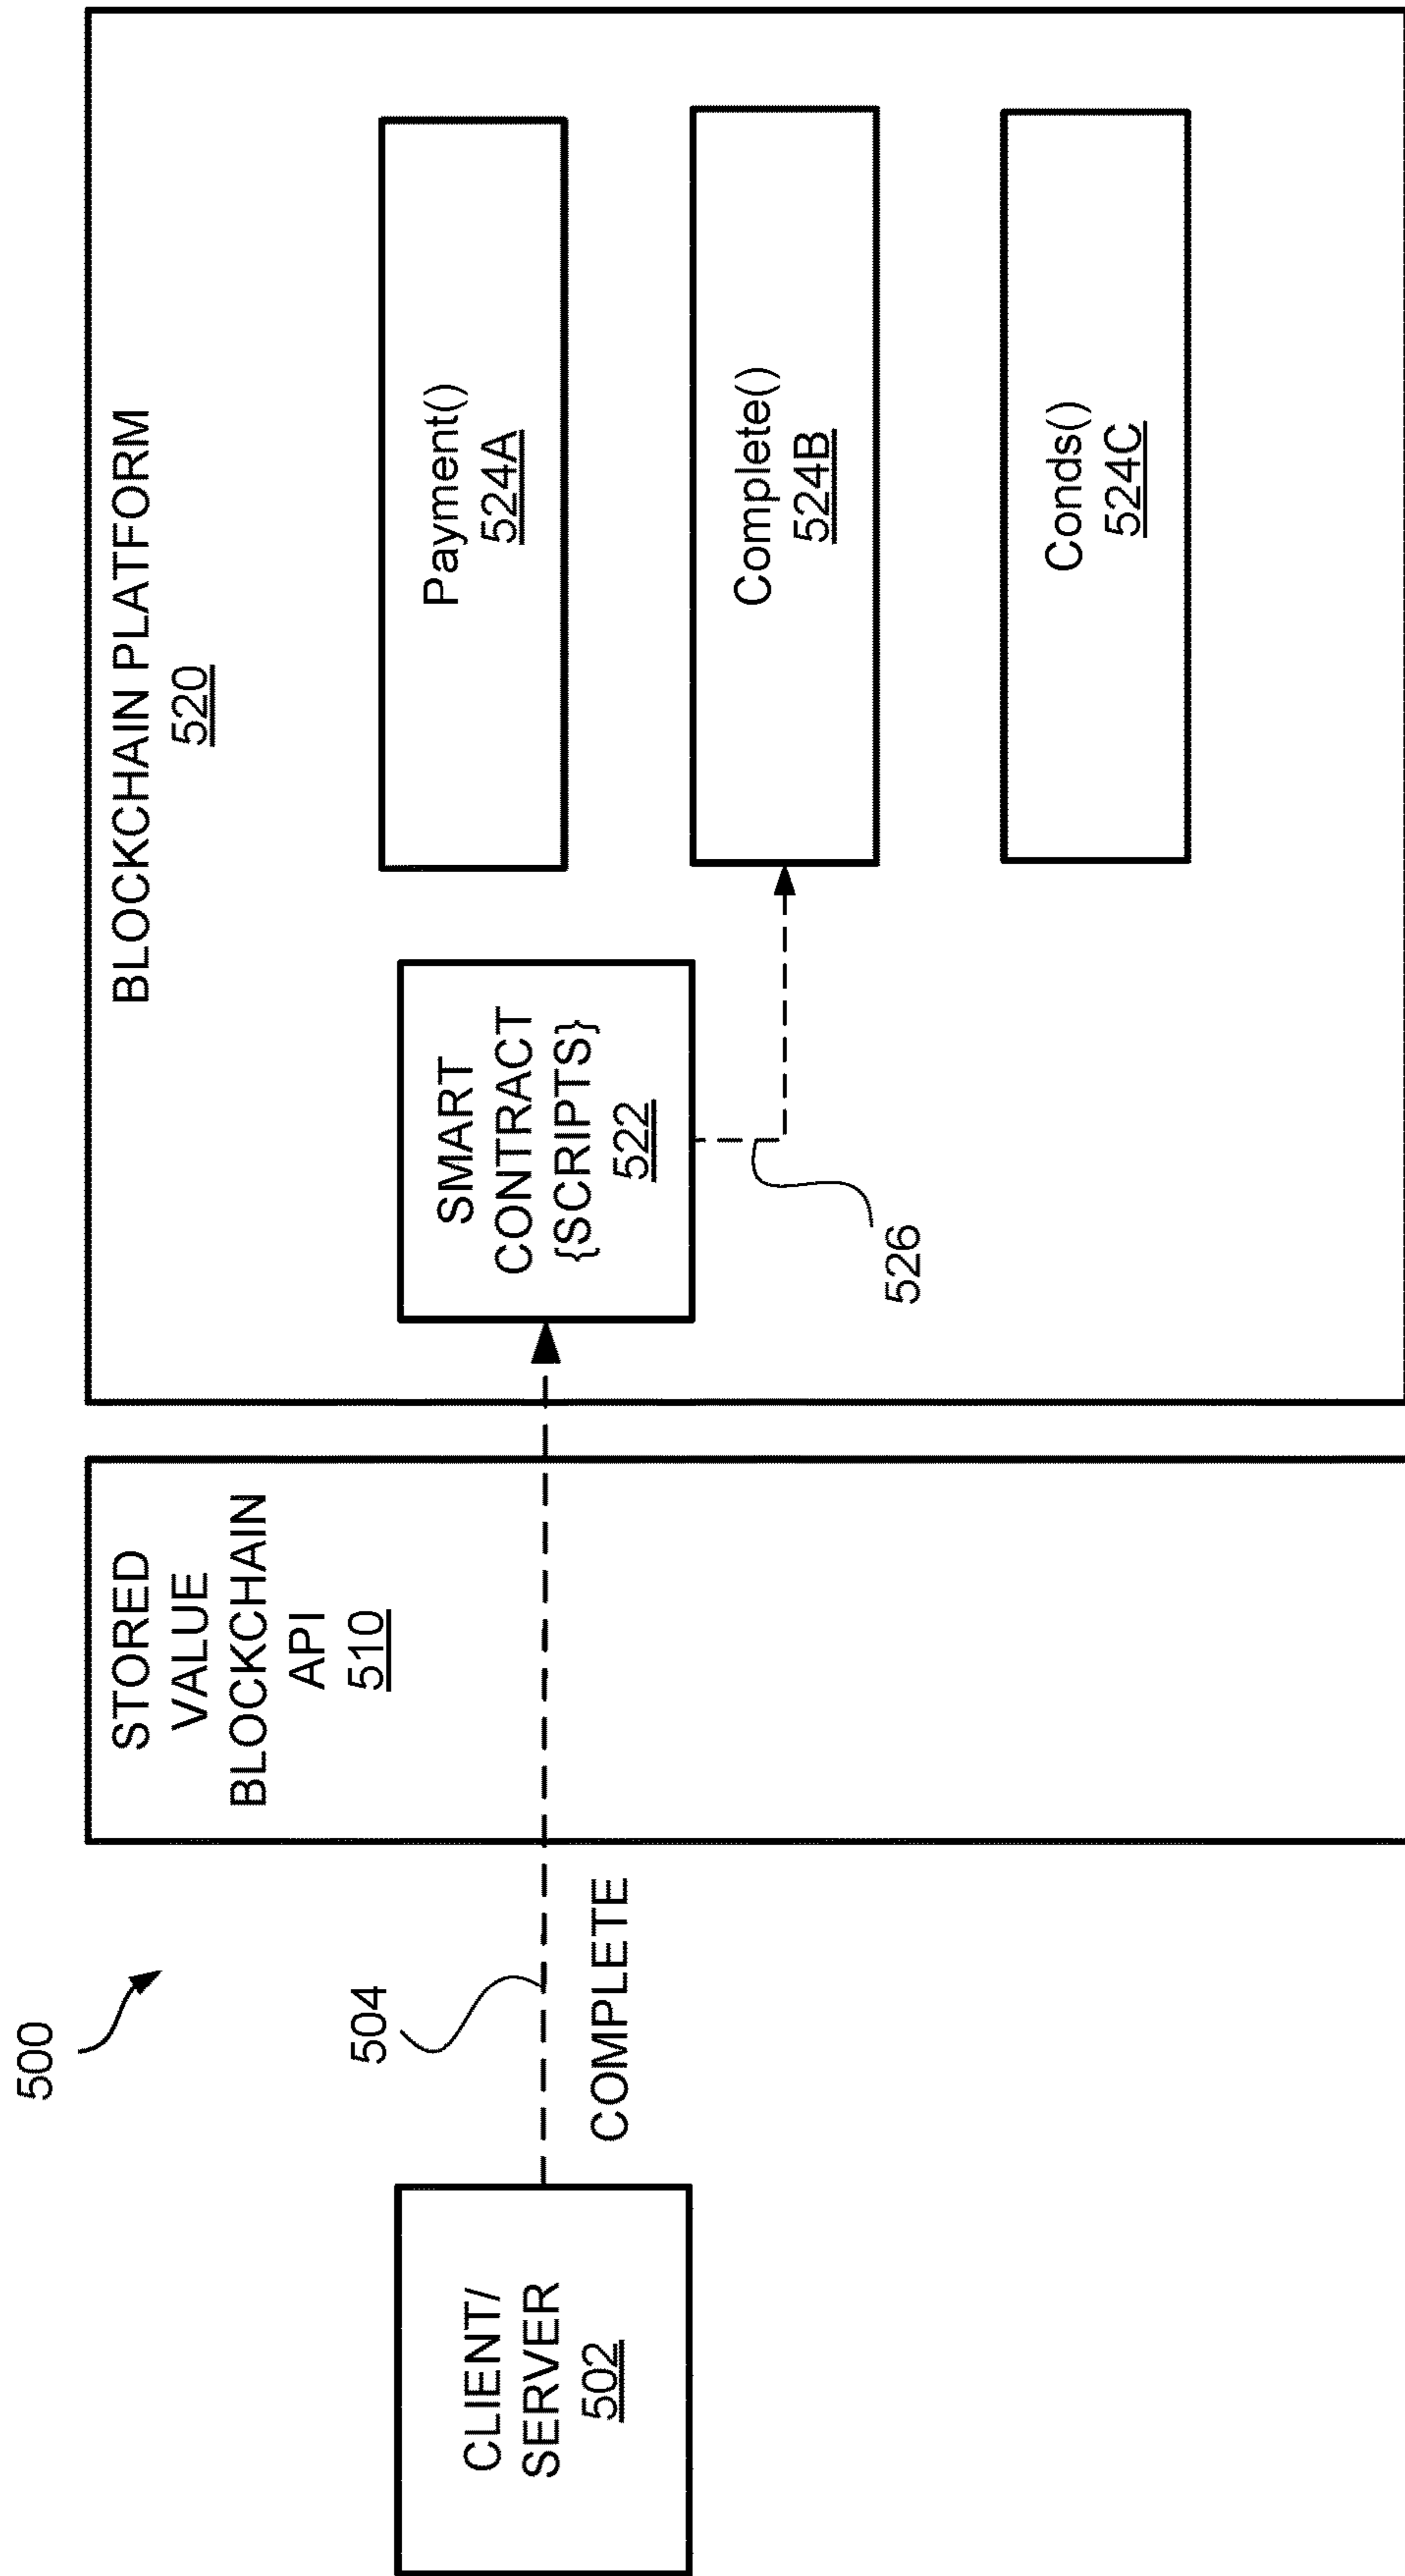 500
CLIENT/
SERVER
502
504
COMPLETE
STORED
VALUE
BLOCKCHAIN
API
510
BLOCKCHAIN PLATFORM
520
SMART
CONTRACT
{SCRIPTS}
522
526
Payment()
524A
Complete()
524B
Conds()
524C